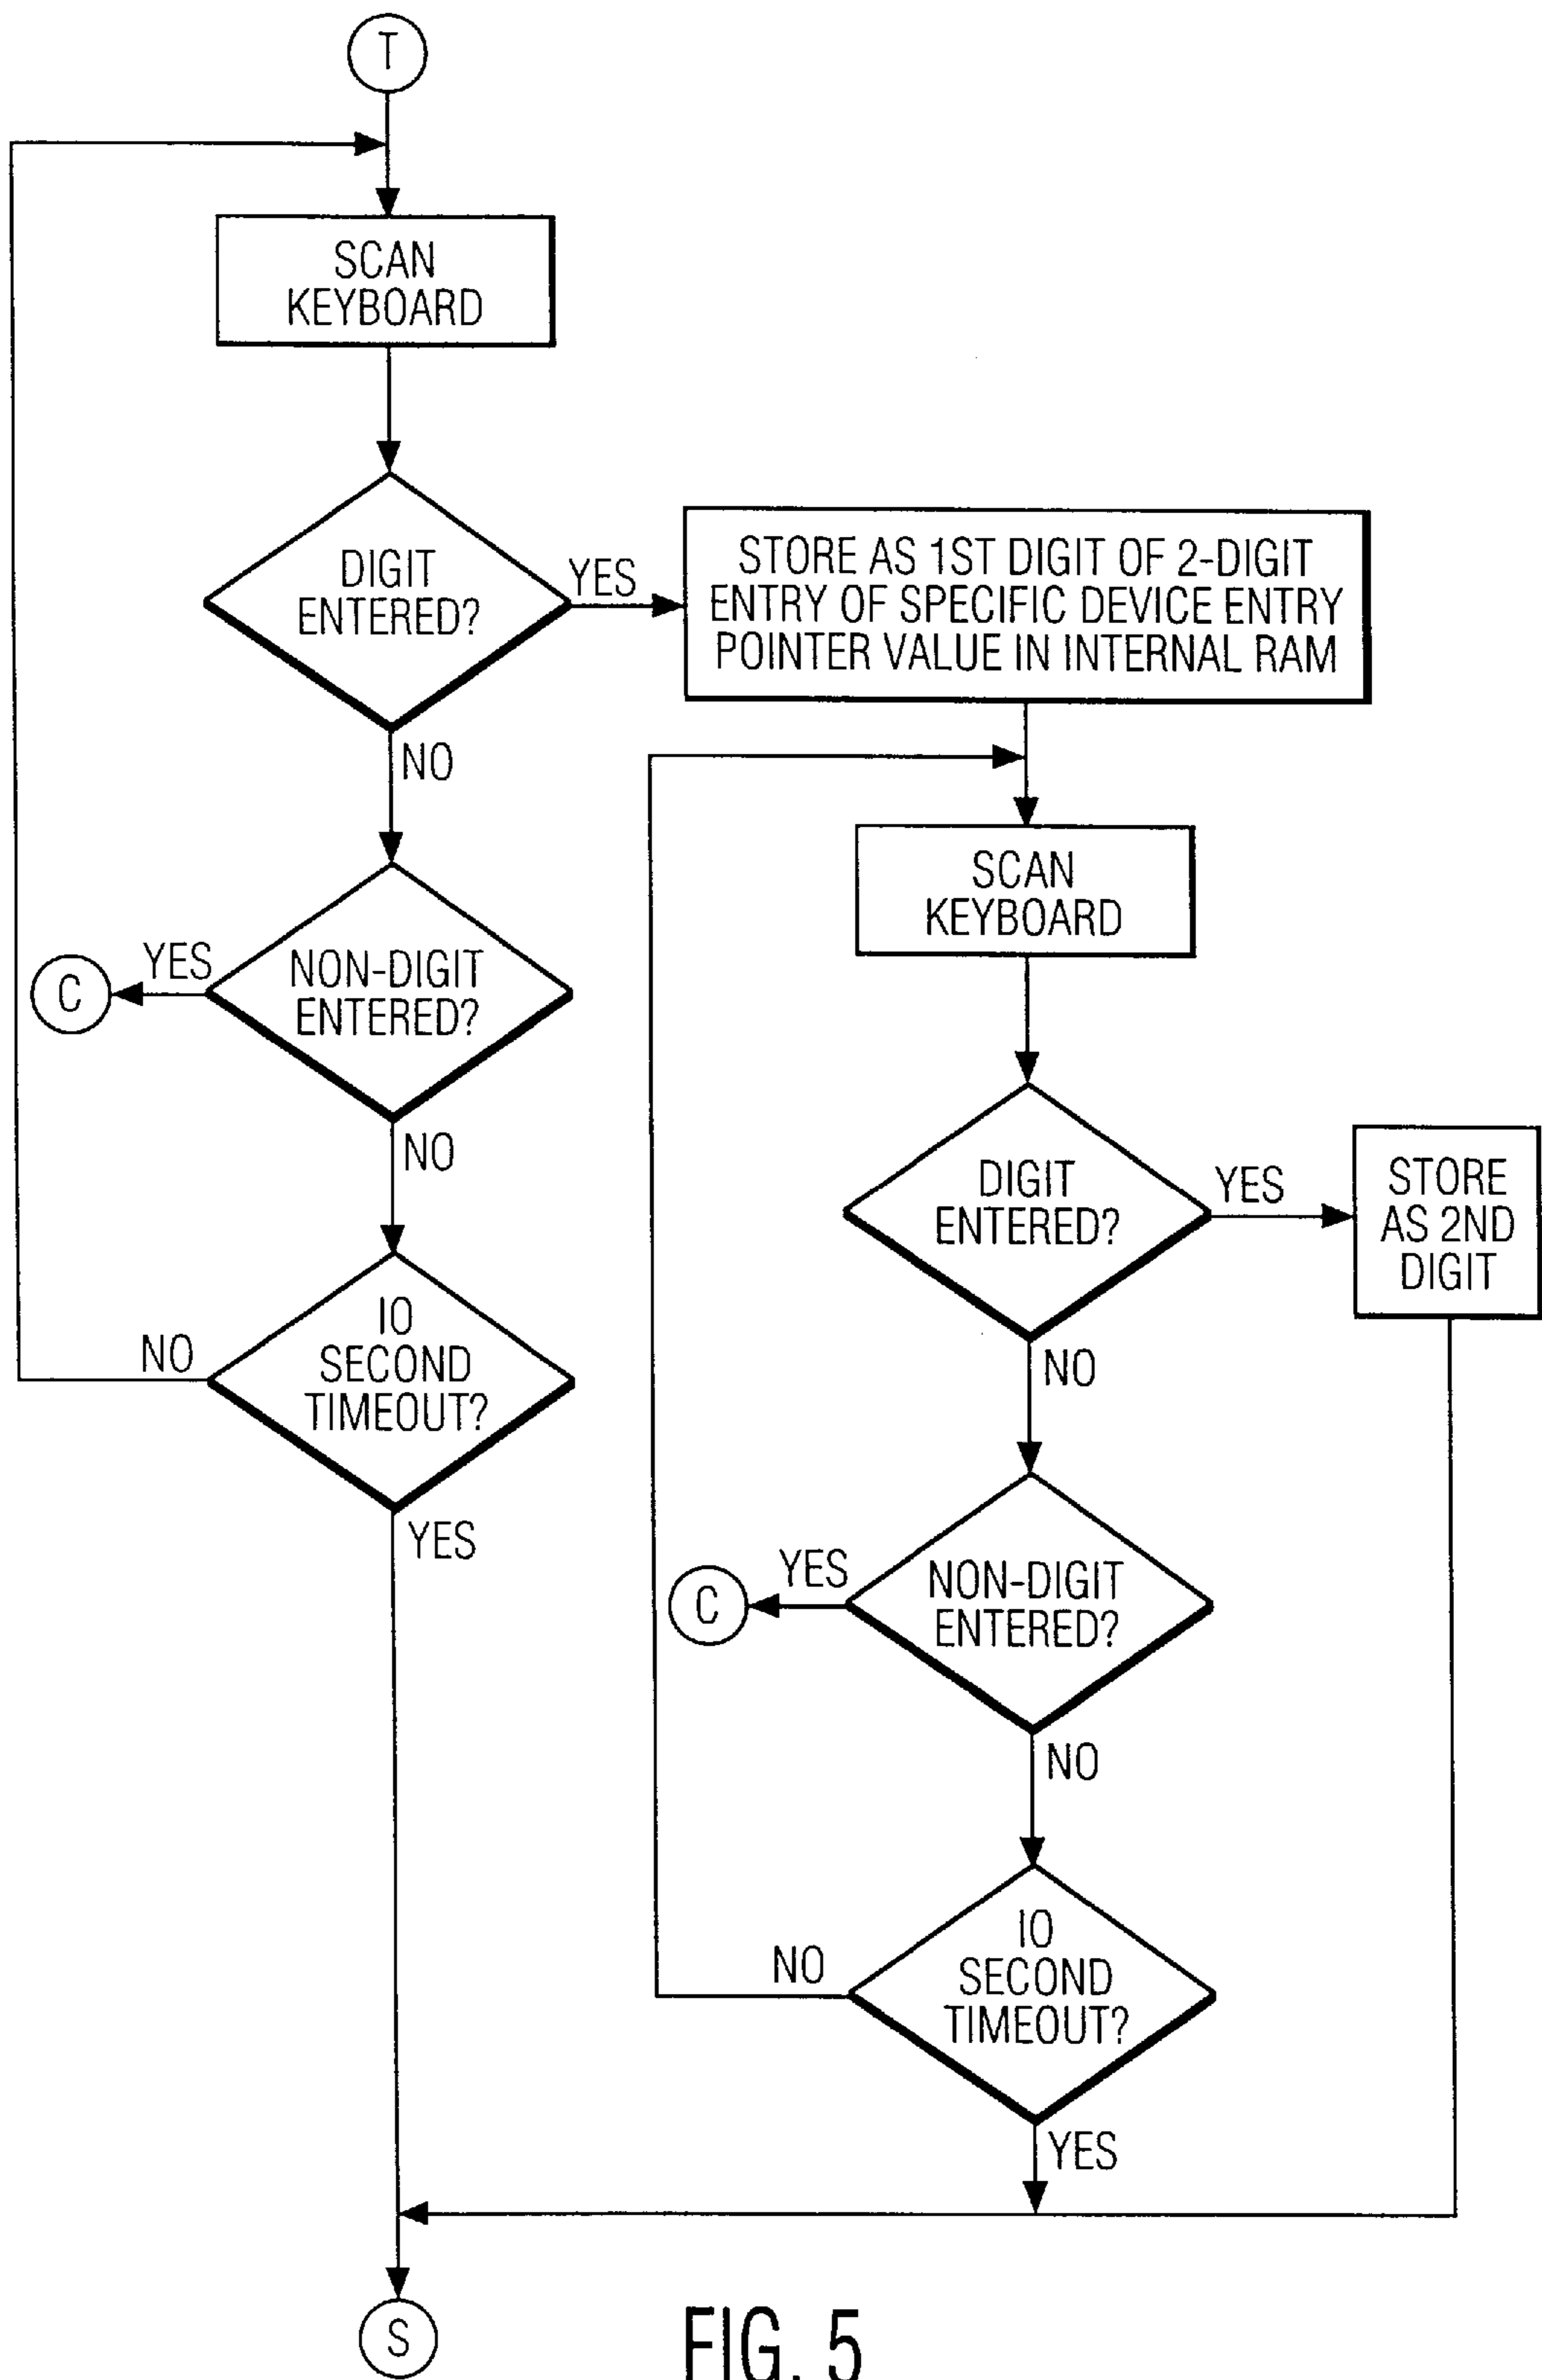 T
SCAN
KEYBOARD
DIGIT
ENTERED?
YES
STORE AS 1ST DIGIT OF 2-DIGIT
ENTRY OF SPECIFIC DEVICE ENTRY
POINTER VALUE IN INTERNAL RAM
NO
SCAN
KEYBOARD
C
YES
NON-DIGIT
ENTERED?
NO
DIGIT
ENTERED?
YES
STORE
AS 2ND
DIGIT
NO
10
SECOND
TIMEOUT?
NO
YES
C
YES
NON-DIGIT
ENTERED?
NO
10
SECOND
TIMEOUT?
NO
YES
S
FIG. 5